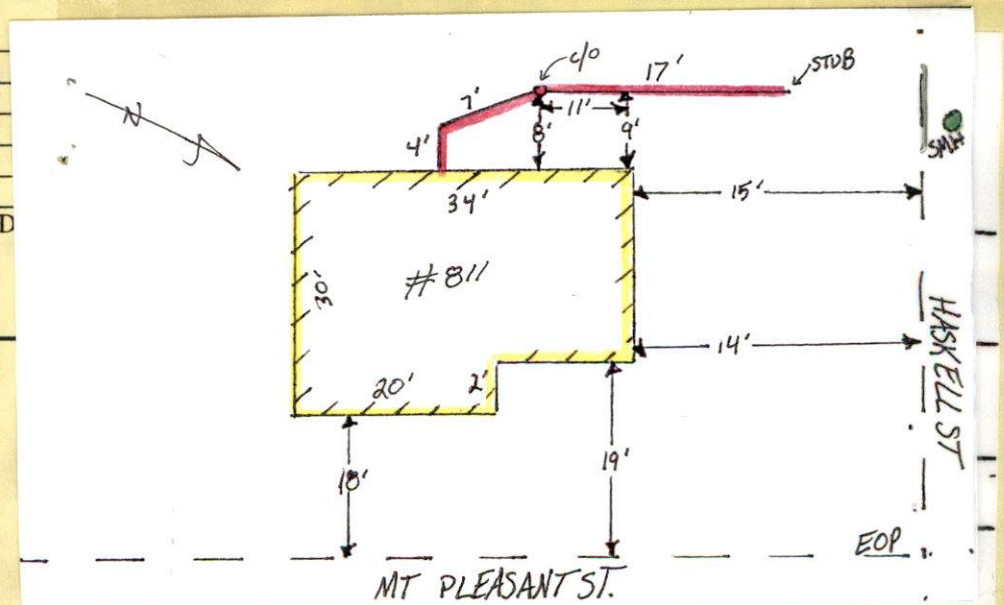 c/o
17'
STUB
7'
11'
4'
8'
9'
SMH
N
34'
15'
D
# 811
30'
14'
20'
2'
HASKELL ST
18'
19'
EOP
MT PLEASANT ST.